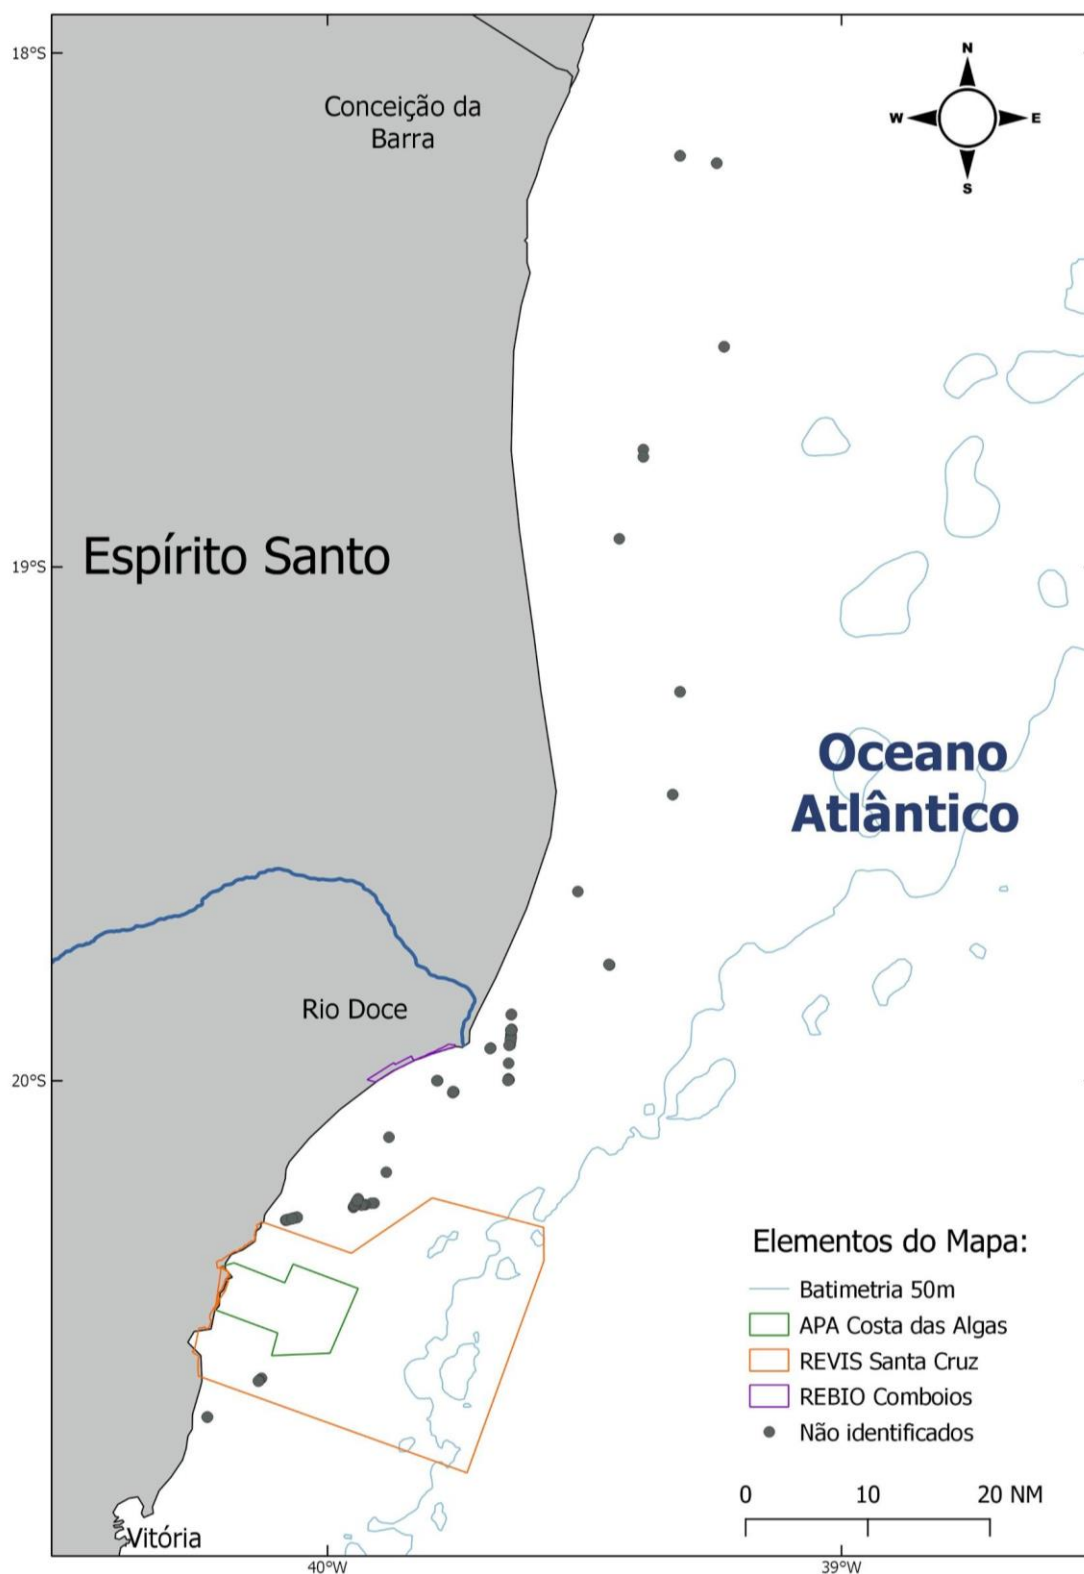 18°S
Conceição da
Barra
N
W
E
S
Espírito Santo
19°S
Oceano
Atlântico
Rio Doce
20°S
Elementos do Mapa:
Batimetria 50m
APA Costa das Algas
REVIS Santa Cruz
REBIO Comboios
Não identificados
0 10 20 NM
Vitória
40°W 39°W